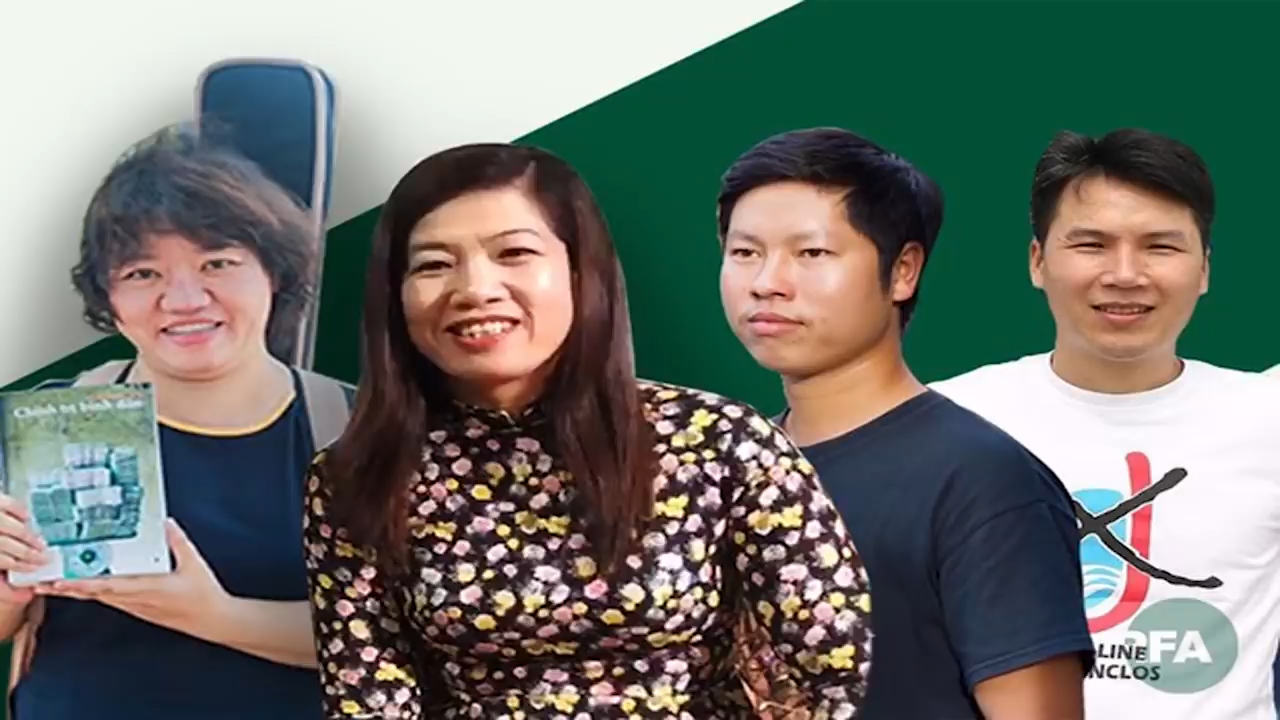 Chính trị bình dân
LINE
NCLOS
RFA